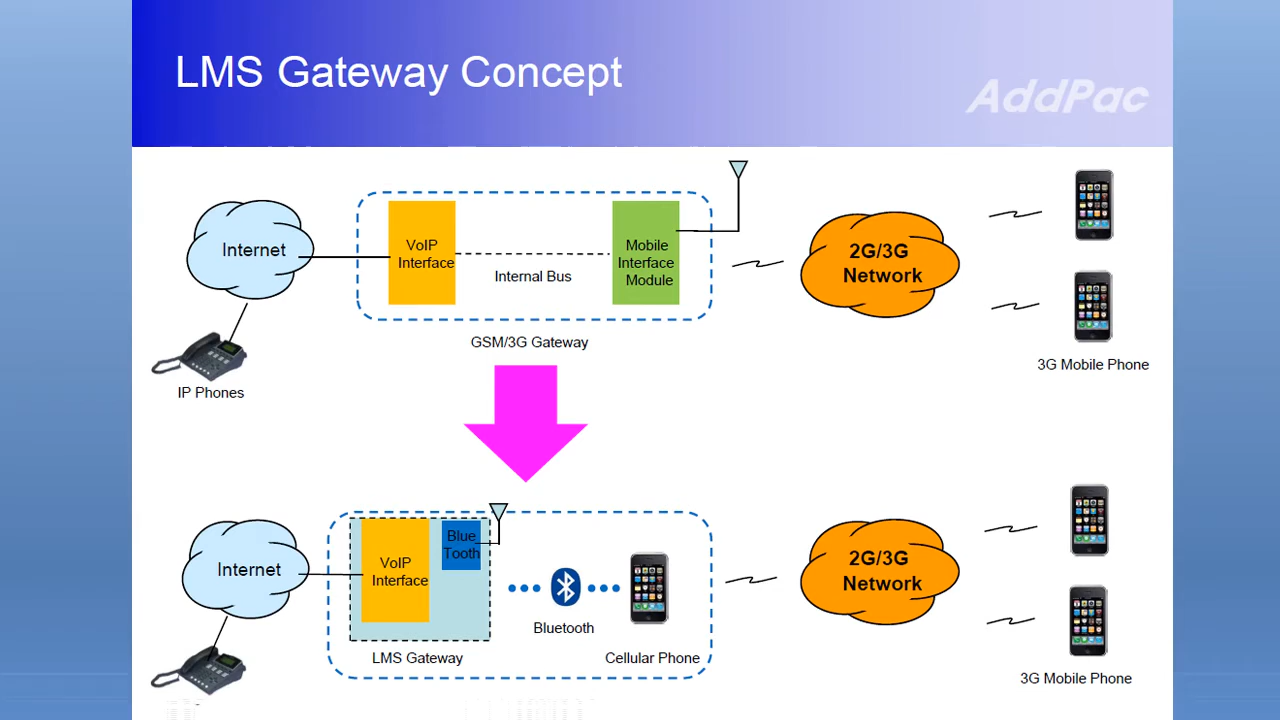 LMS Gateway Concept
AddPac
Internet
VoIP
Interface
Internal Bus
Mobile
Interface
Module
2G/3G
Network
GSM/3G Gateway
3G Mobile Phone
IP Phones
Internet
VoIP
Interface
Blue
Tooth
Bluetooth
2G/3G
Network
LMS Gateway
Cellular Phone
3G Mobile Phone